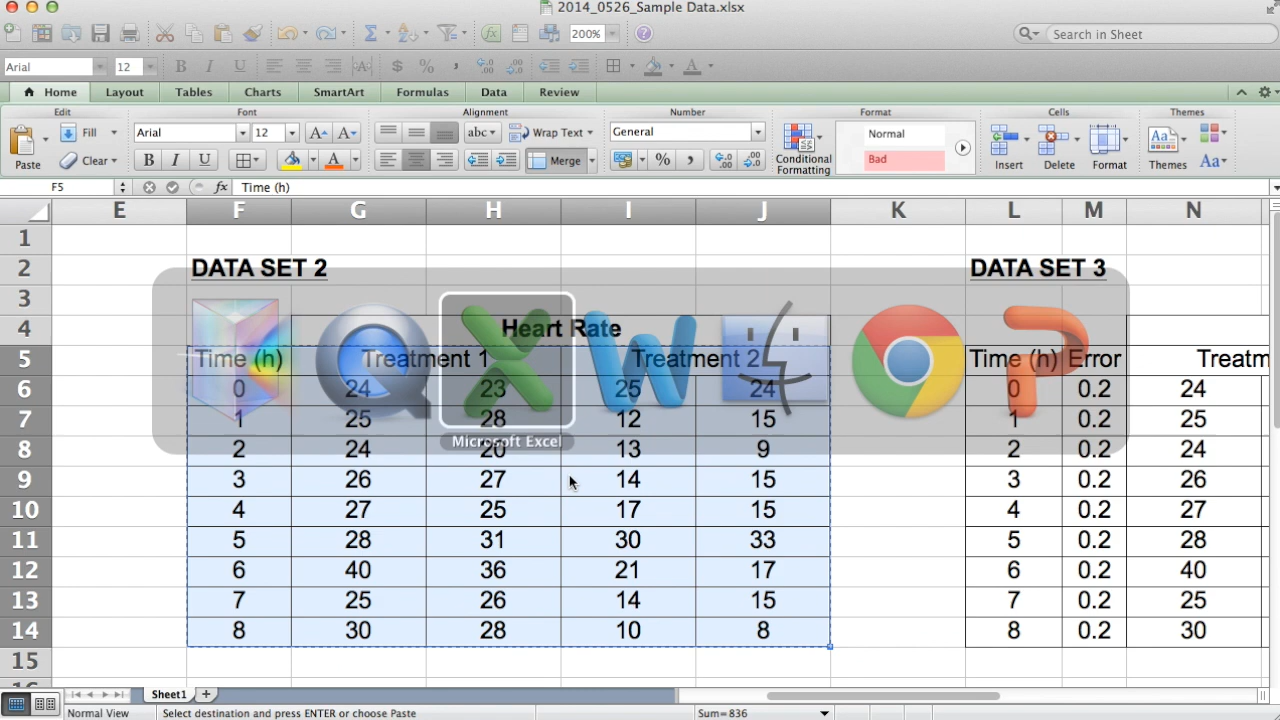 2014_0526_Sample Data.xlsx
200%
Search in Sheet
Arial 12 B I U
Home Layout Tables Charts SmartArt Formulas Data Review
Edit Font Alignment Number Format Cells Themes
Paste Fill Arial 12 A A abc Wrap Text General Conditional Formatting Normal Insert Delete Format Themes Aa
Clear B I U A Merge % Bad Aa
F5 fx Time (h)
E F G H I J K L M N
1
2 DATA SET 2 DATA SET 3
3
4 Heart Rate
5 Time (h) Treatment 1 Treatment 2 Time (h) Error Treatm
6 0 24 23 25 24 0 0.2 24
7 1 25 28 12 15 1 0.2 25
8 2 24 20 13 9 2 0.2 24
Microsoft Excel
9 3 26 27 14 15 3 0.2 26
10 4 27 25 17 15 4 0.2 27
11 5 28 31 30 33 5 0.2 28
12 6 40 36 21 17 6 0.2 40
13 7 25 26 14 15 7 0.2 25
14 8 30 28 10 8 8 0.2 30
15
Sheet1
Normal View Select destination and press ENTER or choose Paste Sum=836